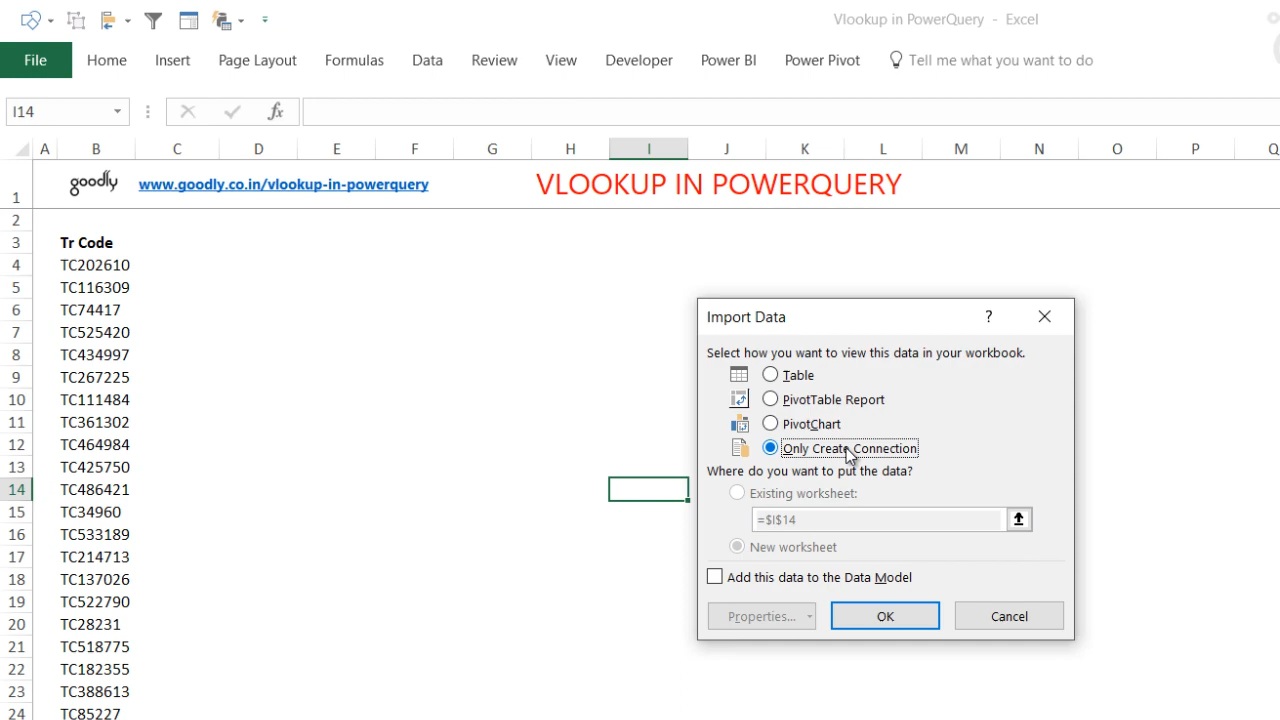 Vlookup in PowerQuery - Excel
File Home Insert Page Layout Formulas Data Review View Developer Power BI Power Pivot Tell me what you want to do
I14 fx
A B C D E F G H I J K L M N O P Q
1 goodly www.goodly.co.in/vlookup-in-powerquery VLOOKUP IN POWERQUERY
2
3 Tr Code
4 TC202610
5 TC116309
6 TC74417
7 TC525420
8 TC434997
9 TC267225
10 TC111484
11 TC361302
12 TC464984
13 TC425750
14 TC486421
15 TC34960
16 TC533189
17 TC214713
18 TC137026
19 TC522790
20 TC28231
21 TC518775
22 TC182355
23 TC388613
24 TC85227
Import Data ?
Select how you want to view this data in your workbook.
Table
PivotTable Report
PivotChart
Only Create Connection
Where do you want to put the data?
Existing worksheet:
=$I$14
New worksheet
Add this data to the Data Model
Properties... OK Cancel